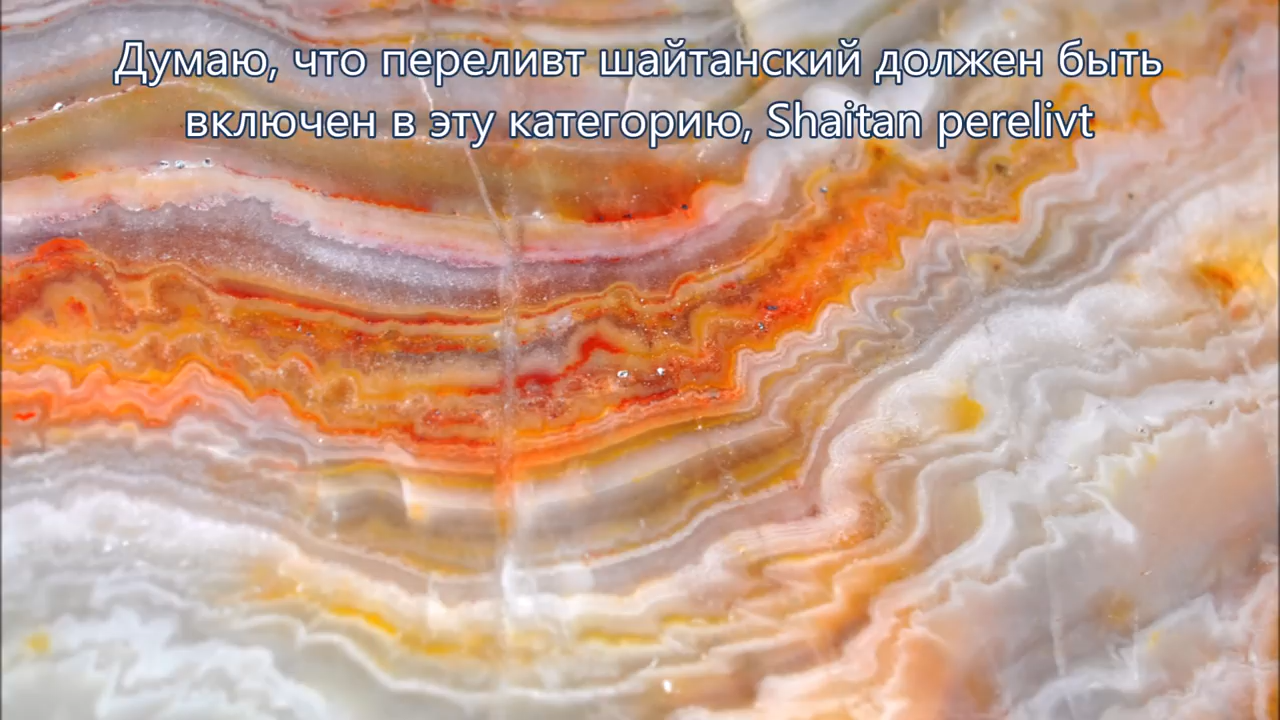 Думаю, что переливт шайтанский должен быть
включен в эту категорию, Shaitan perelivt